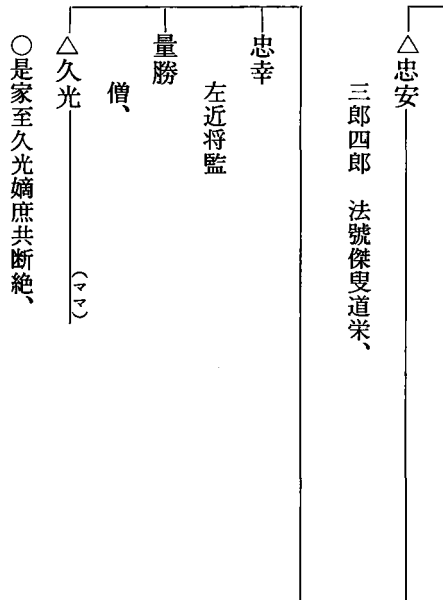 △忠安
三郎四郎　法號傑叟道栄、
忠幸
左近将監
量勝
僧、
△久光
（ママ）
○是家至久光嫡庶共断絶、